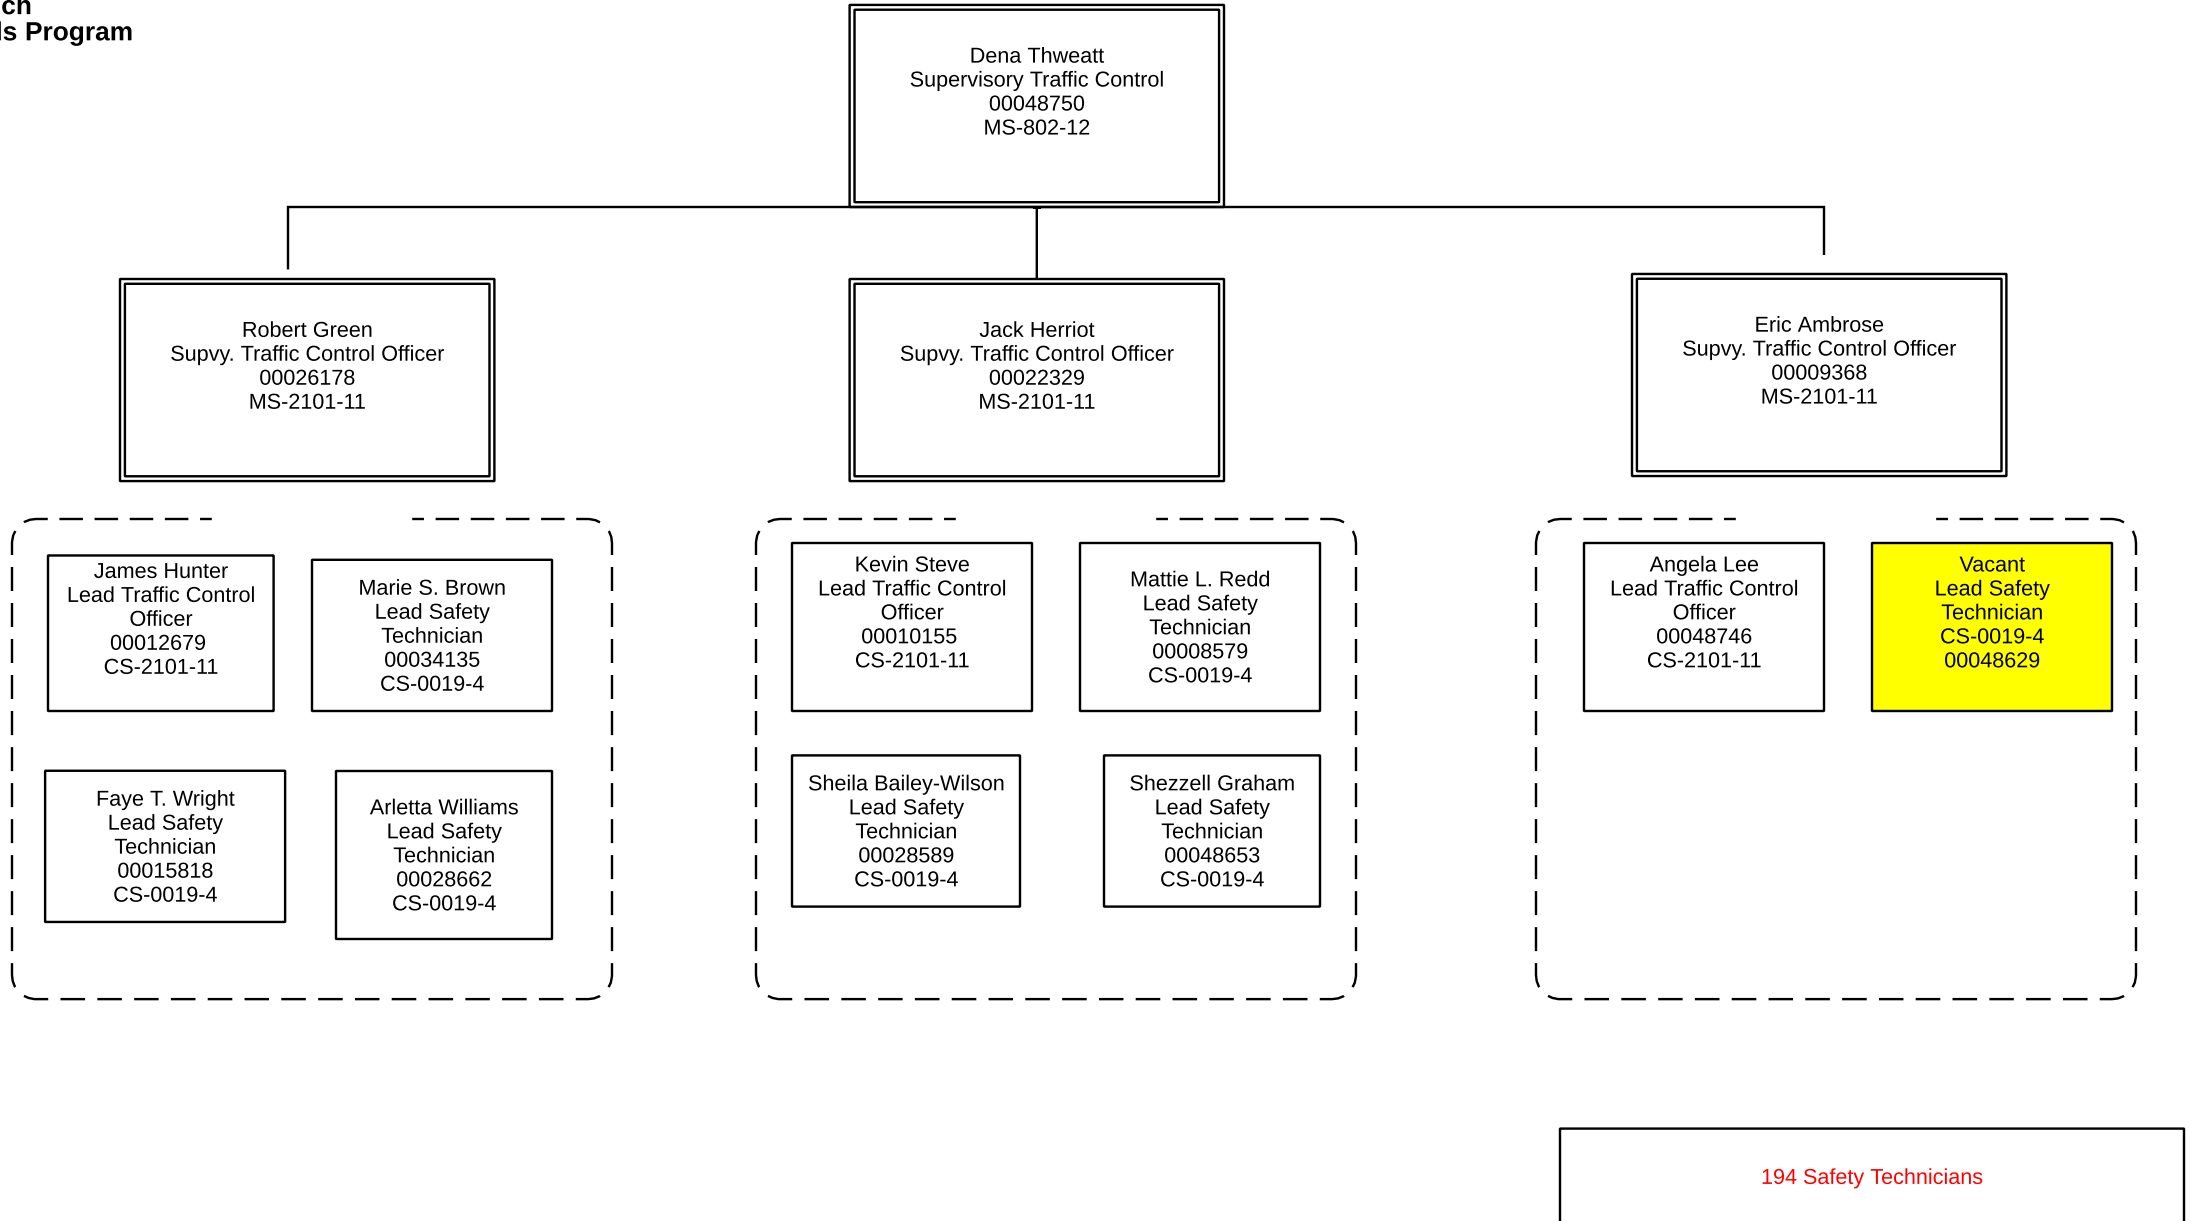 ch
ls Program
Dena Thweatt
Supervisory Traffic Control
00048750
MS-802-12
Robert Green
Supvy. Traffic Control Officer
00026178
MS-2101-11
Jack Herriot
Supvy. Traffic Control Officer
00022329
MS-2101-11
Eric Ambrose
Supvy. Traffic Control Officer
00009368
MS-2101-11
James Hunter
Lead Traffic Control
Officer
00012679
CS-2101-11
Marie S. Brown
Lead Safety
Technician
00034135
CS-0019-4
Faye T. Wright
Lead Safety
Technician
00015818
CS-0019-4
Arletta Williams
Lead Safety
Technician
00028662
CS-0019-4
Kevin Steve
Lead Traffic Control
Officer
00010155
CS-2101-11
Mattie L. Redd
Lead Safety
Technician
00008579
CS-0019-4
Sheila Bailey-Wilson
Lead Safety
Technician
00028589
CS-0019-4
Shezzell Graham
Lead Safety
Technician
00048653
CS-0019-4
Angela Lee
Lead Traffic Control
Officer
00048746
CS-2101-11
Vacant
Lead Safety
Technician
CS-0019-4
00048629
194 Safety Technicians